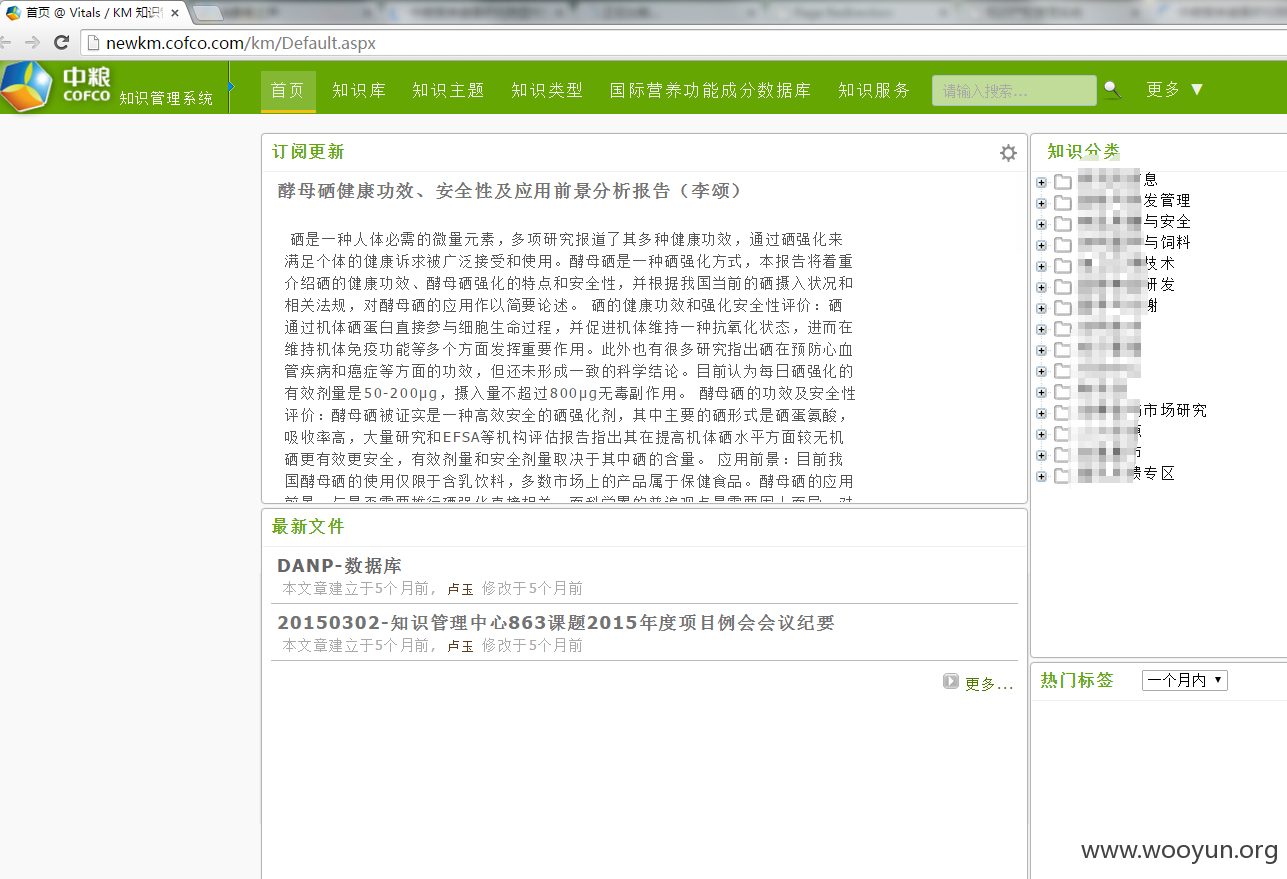 首页 @ Vitals / KM 知识
newkm.cofco.com/km/Default.aspx
中粮
COFCO
知识管理系统
首页 知识库 知识主题 知识类型 国际营养功能成分数据库 知识服务 请输入搜索... 更多 ▼
订阅更新
酵母硒健康功效、安全性及应用前景分析报告（李颂）
硒是一种人体必需的微量元素，多项研究报道了其多种健康功效，通过硒强化来
满足个体的健康诉求被广泛接受和使用。酵母硒是一种硒强化方式，本报告将着重
介绍硒的健康功效、酵母硒强化的特点和安全性，并根据我国当前的硒摄入状况和
相关法规，对酵母硒的应用作以简要论述。 硒的健康功效和强化安全性评价：硒
通过机体硒蛋白直接参与细胞生命过程，并促进机体维持一种抗氧化状态，进而在
维持机体免疫功能等多个方面发挥重要作用。此外也有很多研究指出硒在预防心血
管疾病和癌症等方面的功效，但还未形成一致的科学结论。目前认为每日硒强化的
有效剂量是50-200μg，摄入量不超过800μg无毒副作用。 酵母硒的功效及安全性
评价：酵母硒被证实是一种高效安全的硒强化剂，其中主要的硒形式是硒蛋氨酸，
吸收率高，大量研究和EFSA等机构评估报告指出其在提高机体硒水平方面较无机
硒更有效更安全，有效剂量和安全剂量取决于其中硒的含量。 应用前景：目前我
国酵母硒的使用仅限于含乳饮料，多数市场上的产品属于保健食品。酵母硒的应用
最新文件
DANP-数据库
本文章建立于5个月前， 卢玉 修改于5个月前
20150302-知识管理中心863课题2015年度项目例会会议纪要
本文章建立于5个月前， 卢玉 修改于5个月前
更多...
知识分类
息
发管理
与安全
与饲料
技术
研发
谢
市场研究
专区
热门标签 一个月内
www.wooyun.org